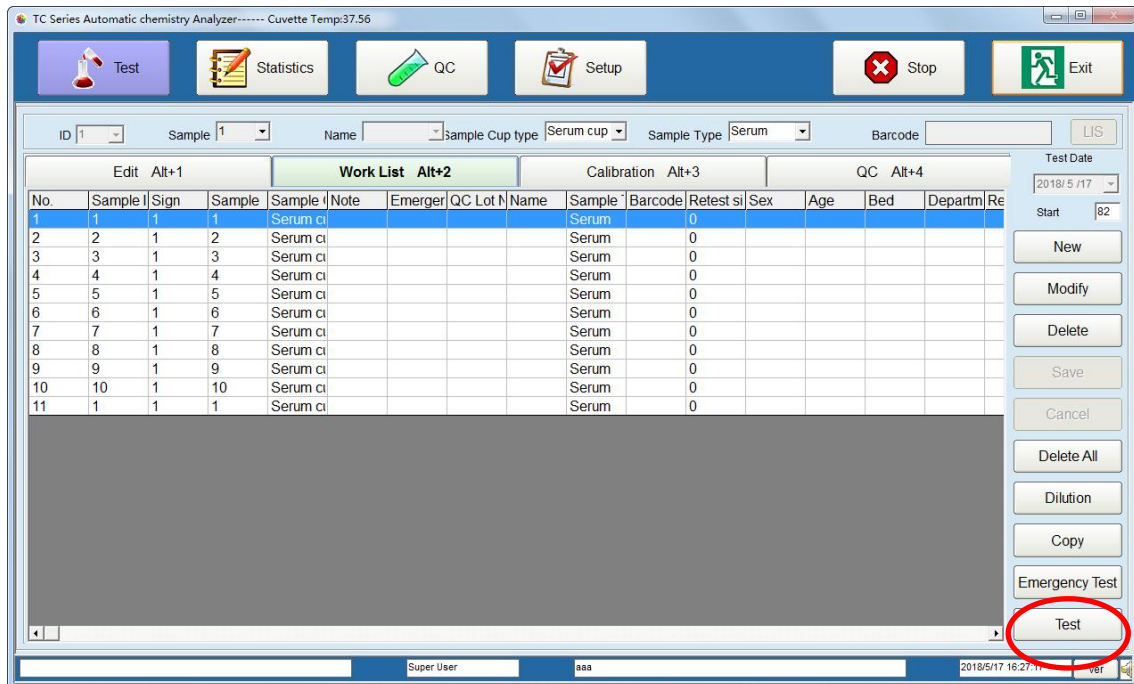 TC Series Automatic chemistry Analyzer------ Cuvette Temp:37.56
Test Statistics QC Setup Stop Exit
ID 1 Sample 1 Name Sample Cup type Serum cup Sample Type Serum Barcode LIS
Edit Alt+1 Work List Alt+2 Calibration Alt+3 QC Alt+4
Test Date
2018/ 5 /17
Start 82
No. Sample I Sign Sample Sample ( Note Emerger QC Lot N Name Sample T Barcode Retest si Sex Age Bed Departm Re
1 1 1 1 Serum cu Serum 0
2 2 1 2 Serum cu Serum 0
3 3 1 3 Serum cu Serum 0
4 4 1 4 Serum cu Serum 0
5 5 1 5 Serum cu Serum 0
6 6 1 6 Serum cu Serum 0
7 7 1 7 Serum cu Serum 0
8 8 1 8 Serum cu Serum 0
9 9 1 9 Serum cu Serum 0
10 10 1 10 Serum cu Serum 0
11 1 1 1 Serum cu Serum 0
New
Modify
Delete
Save
Cancel
Delete All
Dilution
Copy
Emergency Test
Test
Super User aaa 2018/5/17 16:27:17 ver